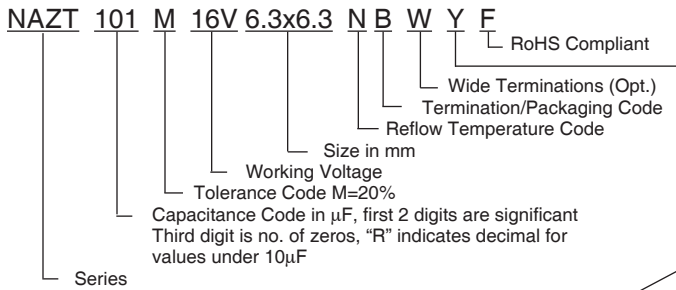 NAZT 101 M 16V 6.3x6.3 N B W Y F
RoHS Compliant
Wide Terminations (Opt.)
Termination/Packaging Code
Reflow Temperature Code
Size in mm
Working Voltage
Tolerance Code M=20%
Capacitance Code in μF, first 2 digits are significant
Third digit is no. of zeros, “R” indicates decimal for
values under 10μF
Series